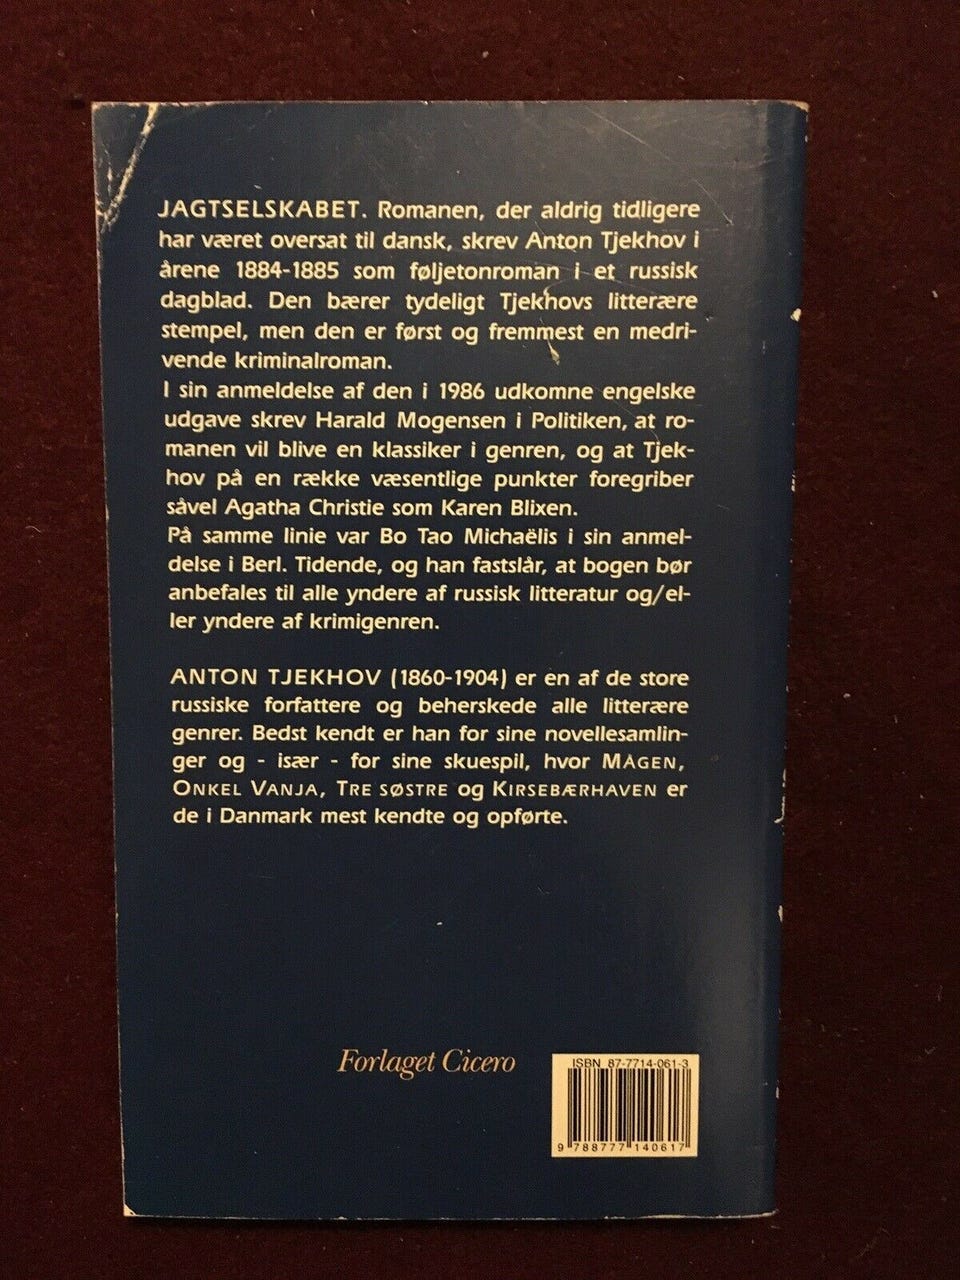 JAGTSELSKABET. Romanen, der aldrig tidligere
har været oversat til dansk, skrev Anton Tjekhov i
årene 1884-1885 som føljetonroman i et russisk
dagblad. Den bærer tydeligt Tjekhovs litterære
stempel, men den er først og fremmest en medri-
vende kriminalroman.
I sin anmeldelse af den i 1986 udkomne engelske
udgave skrev Harald Mogensen i Politiken, at ro-
manen vil blive en klassiker i genren, og at Tjek-
hov på en række væsentlige punkter foregriber
såvel Agatha Christie som Karen Blixen.
På samme linie var Bo Tao Michaëlis i sin anmel-
delse i Berl. Tidende, og han fastslår, at bogen bør
anbefales til alle yndere af russisk litteratur og/el-
ler yndere af krimigenren.
ANTON TJEKHOV (1860-1904) er en af de store
russiske forfattere og beherskede alle litterære
genrer. Bedst kendt er han for sine novellesamlin-
ger og - især - for sine skuespil, hvor MÅGEN,
ONKEL VANJA, TRE SØSTRE og KIRSEBÆRHAVEN er
de i Danmark mest kendte og opførte.
Forlaget Cicero
ISBN 87-7714-061-3
9 788777 140617